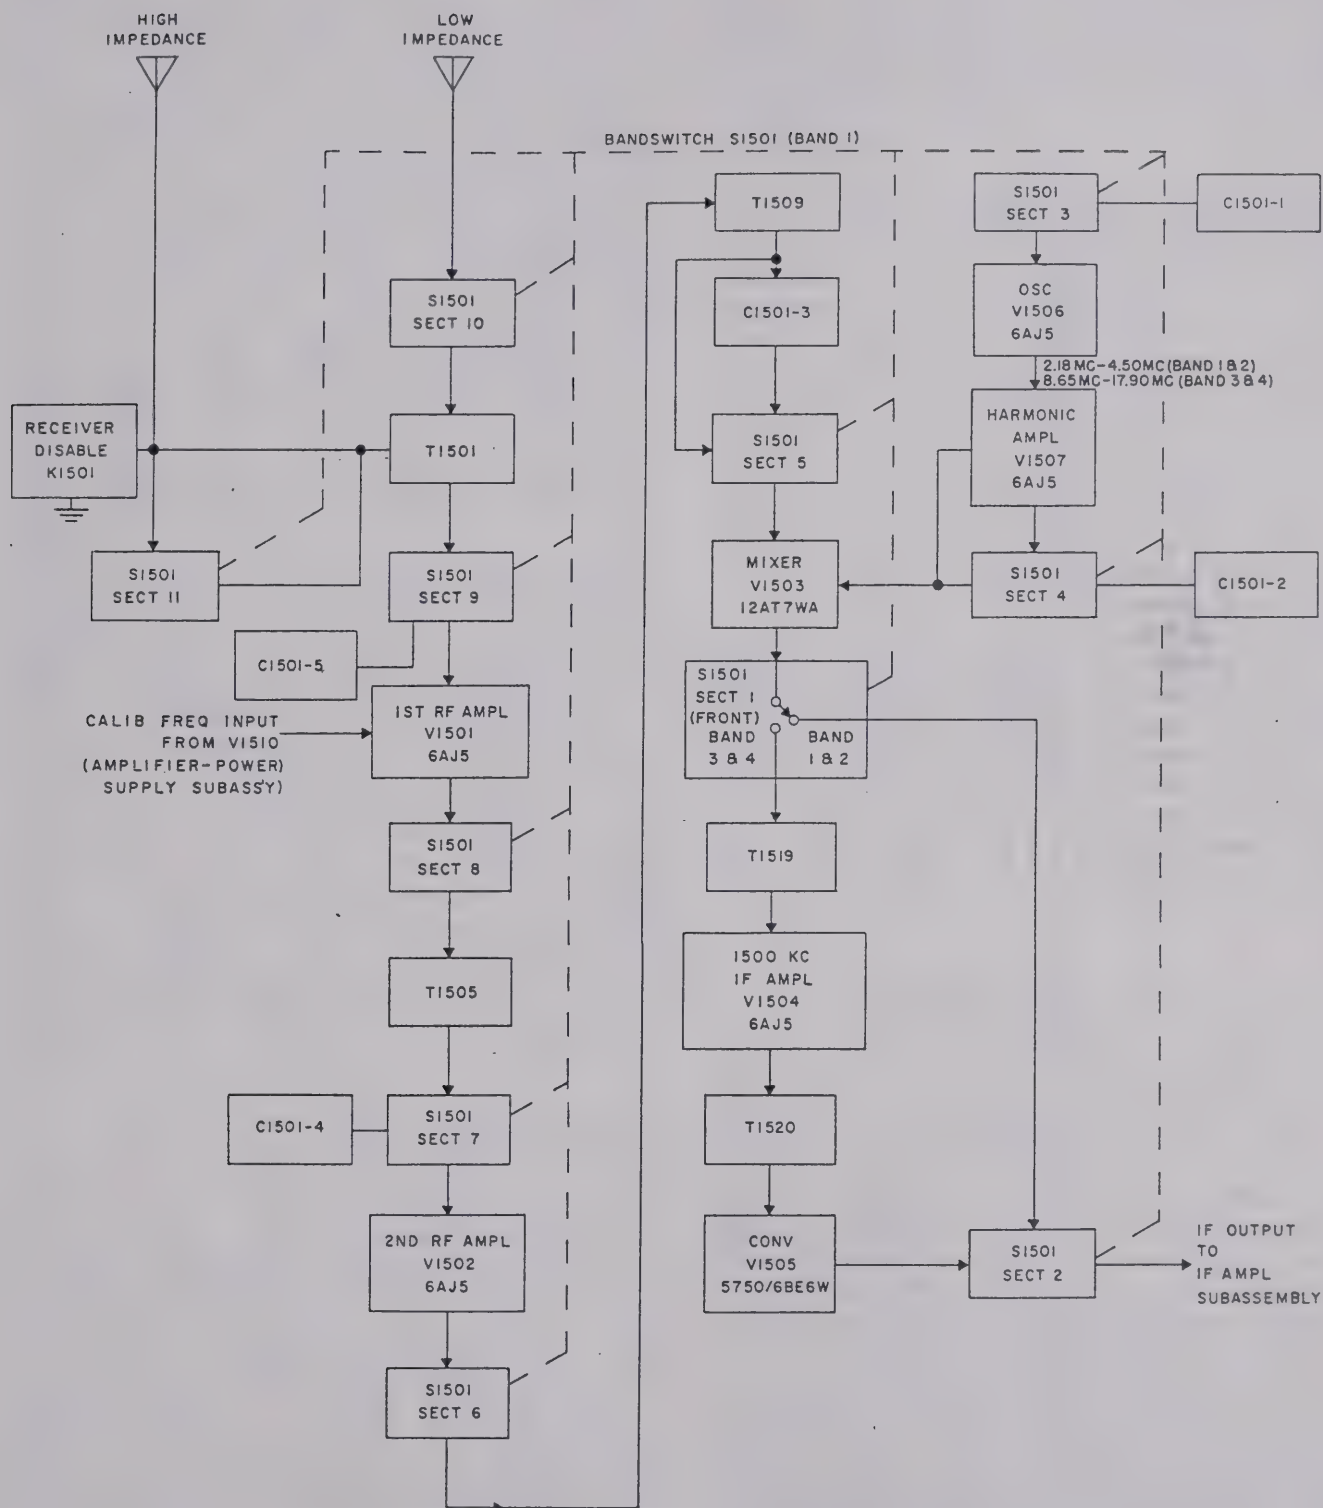 HIGH
IMPEDANCE
LOW
IMPEDANCE
BANDSWITCH S1501 (BAND 1)
S1501
SECT 10
RECEIVER
DISABLE
K1501
T1501
S1501
SECT 11
S1501
SECT 9
C1501-5
CALIB FREQ INPUT
FROM V1510
(AMPLIFIER-POWER)
SUPPLY SUBASS'Y)
1ST RF AMPL
V1501
6AJ5
S1501
SECT 8
T1505
C1501-4
S1501
SECT 7
2ND RF AMPL
V1502
6AJ5
S1501
SECT 6
T1509
C1501-3
S1501
SECT 5
MIXER
V1503
12AT7WA
S1501
SECT 1
(FRONT)
BAND
3 & 4
BAND
1 & 2
T1519
1500 KC
IF AMPL
V1504
6AJ5
T1520
CONV
V1505
5750/6BE6W
S1501
SECT 3
C1501-1
OSC
V1506
6AJ5
2.18 MC-4.50MC (BAND 1 & 2)
8.65MC-17.90MC (BAND 3 & 4)
HARMONIC
AMPL
V1507
6AJ5
S1501
SECT 4
C1501-2
S1501
SECT 2
IF OUTPUT
TO
IF AMPL
SUBASSEMBLY